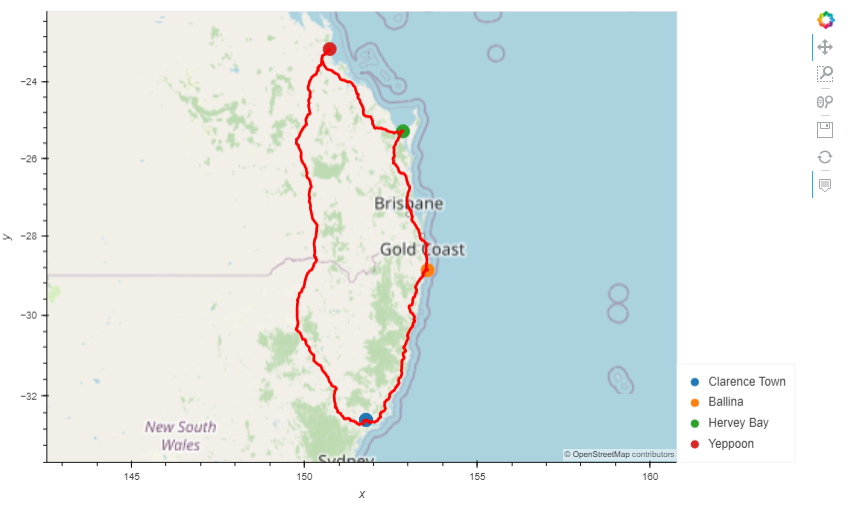 −24
−26
−28
−30
−32
y
Brisbane
Gold Coast
New South
Wales
Sydney
© OpenStreetMap contributors
145
150
155
160
x
Clarence Town
Ballina
Hervey Bay
Yeppoon